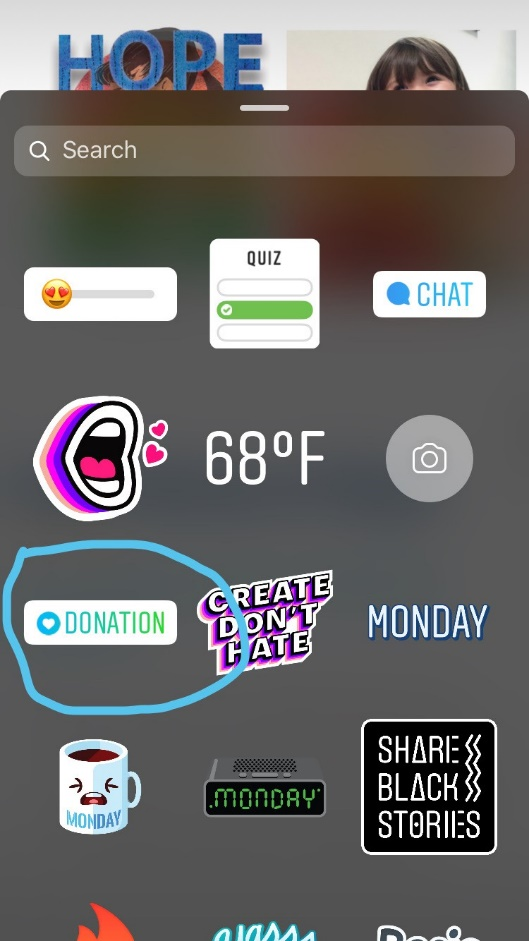 HOPE
Search
QUIZ
CHAT
68°F
DONATION
CREATE
DON'T
HATE
MONDAY
MONDAY
MONDAY
SHARE
BLACK
STORIES